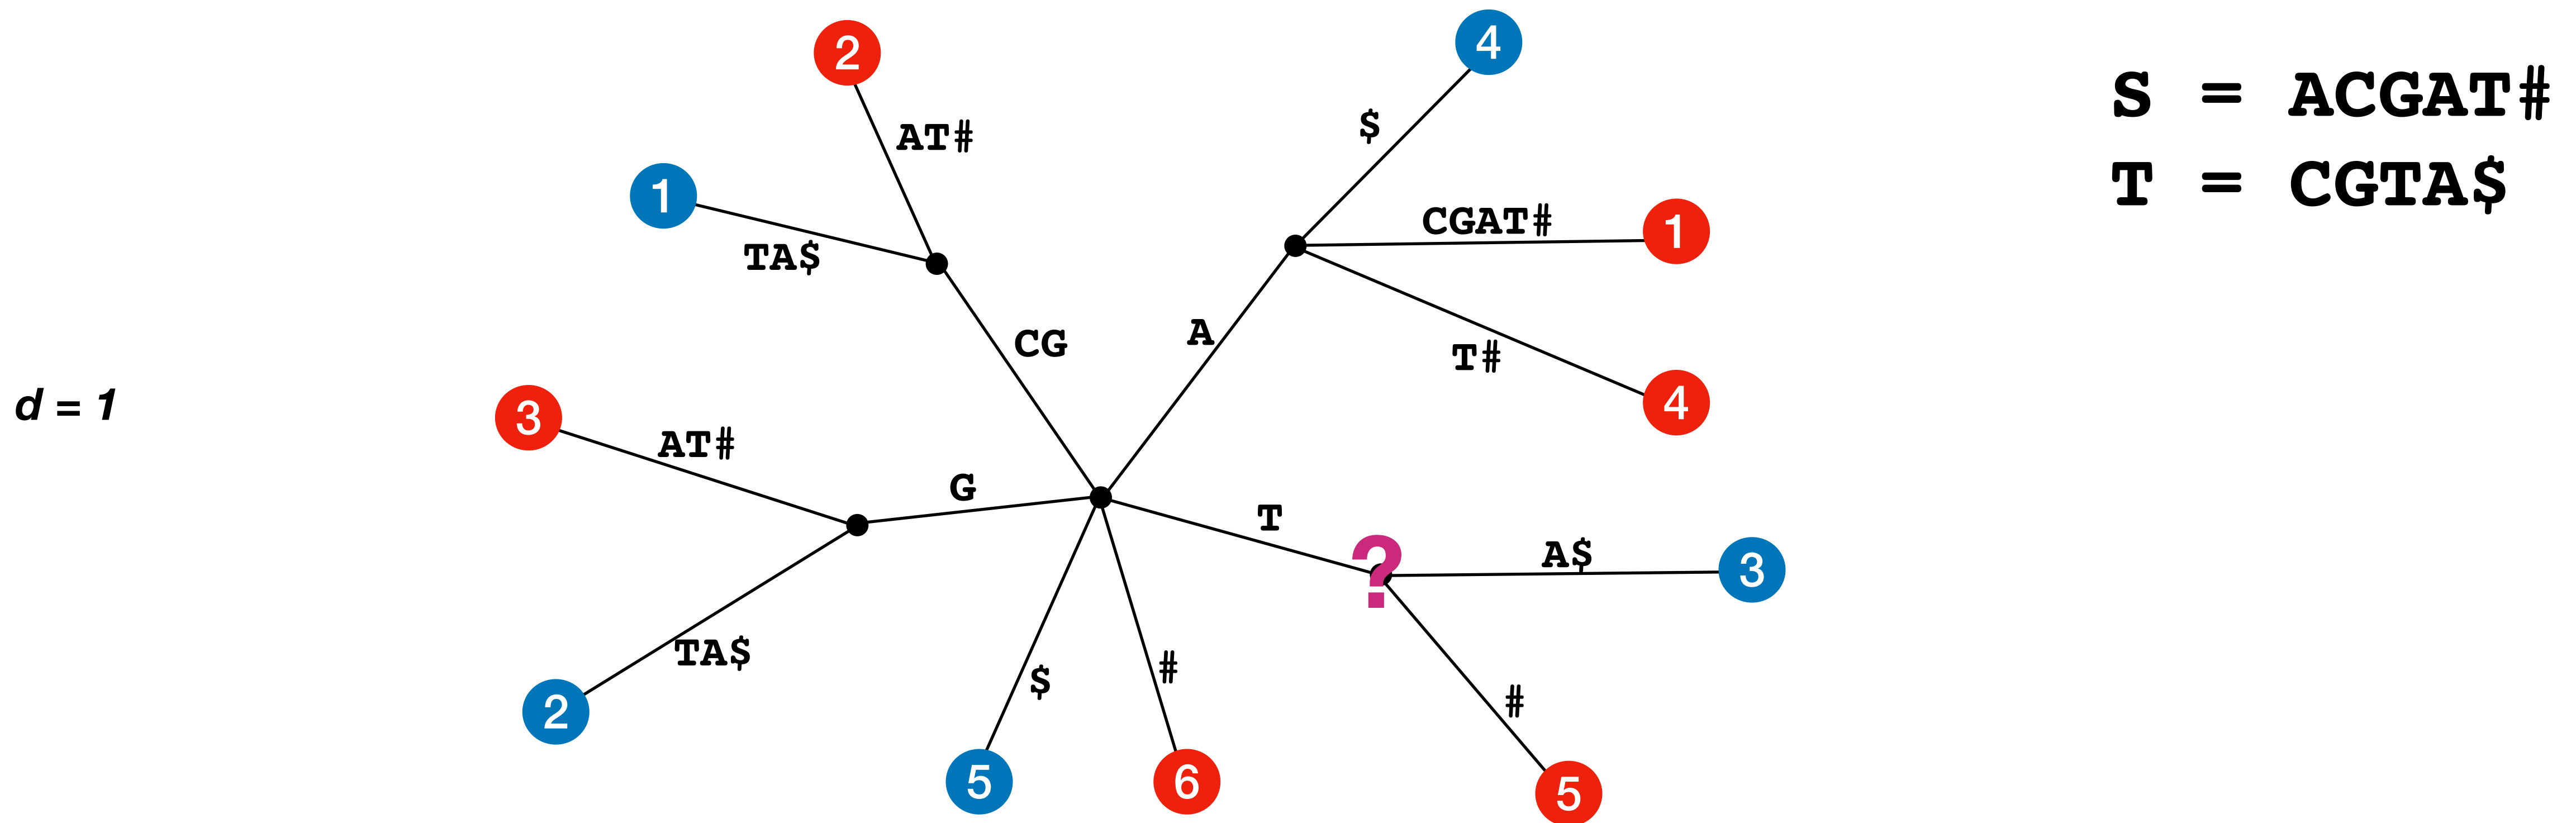 2
4
S = ACGAT#
$
AT#
T = CGTA$
1
CGAT#
1
TA$
A
CG
T#
d = 1
3
4
AT#
G
T
?
A$
3
TA$
$
#
#
2
5
6
5